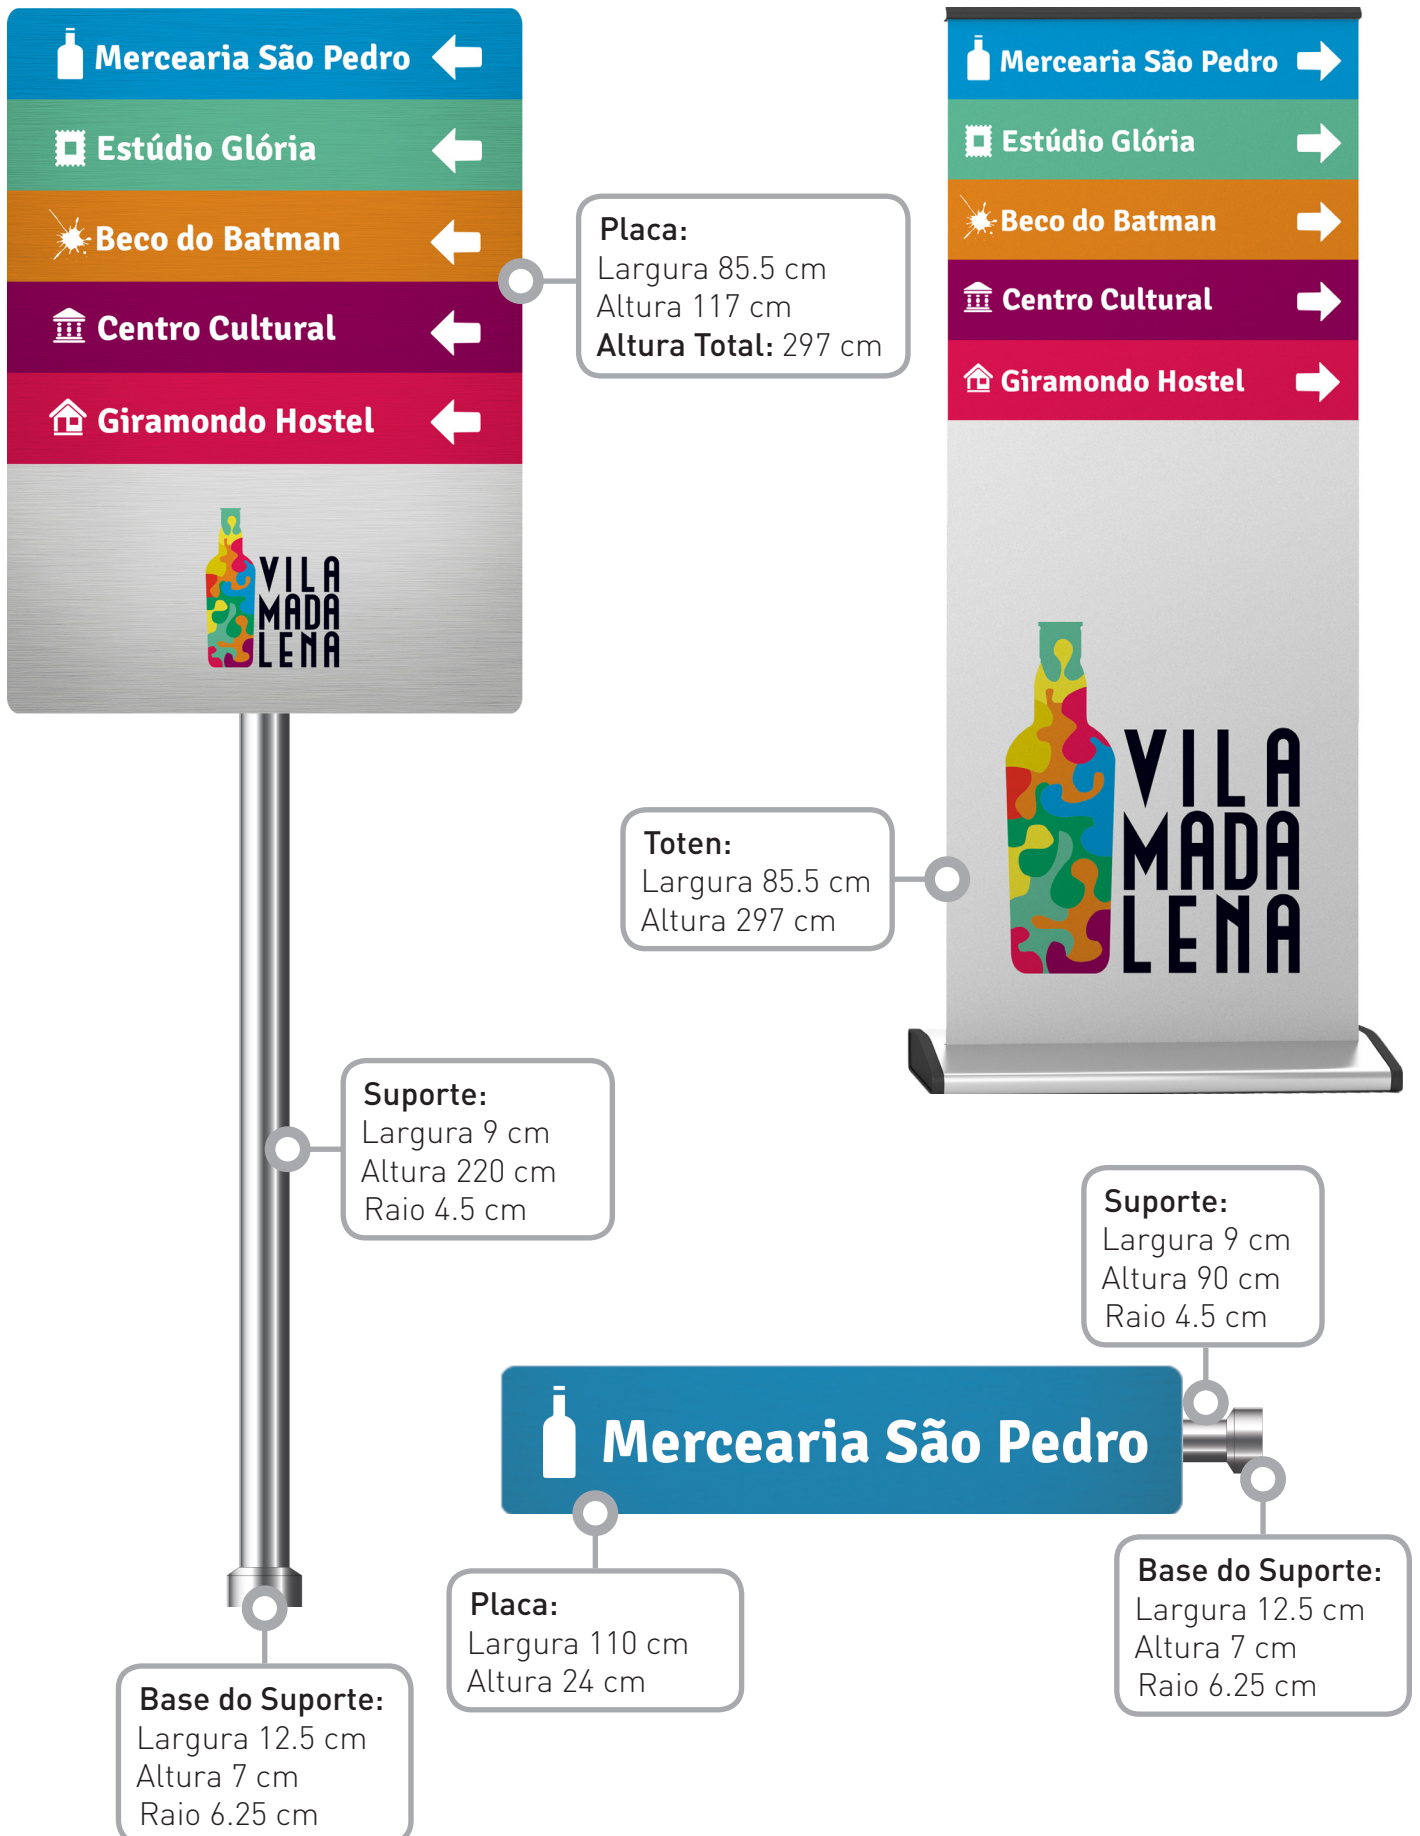 Mercearia São Pedro
Estúdio Glória
Beco do Batman
Centro Cultural
Giramondo Hostel
VILA
MADA
LENA
Placa:
Largura 85.5 cm
Altura 117 cm
Altura Total: 297 cm
Mercearia São Pedro
Estúdio Glória
Beco do Batman
Centro Cultural
Giramondo Hostel
VILA
MADA
LENA
Toten:
Largura 85.5 cm
Altura 297 cm
Suporte:
Largura 9 cm
Altura 220 cm
Raio 4.5 cm
Suporte:
Largura 9 cm
Altura 90 cm
Raio 4.5 cm
Mercearia São Pedro
Placa:
Largura 110 cm
Altura 24 cm
Base do Suporte:
Largura 12.5 cm
Altura 7 cm
Raio 6.25 cm
Base do Suporte:
Largura 12.5 cm
Altura 7 cm
Raio 6.25 cm